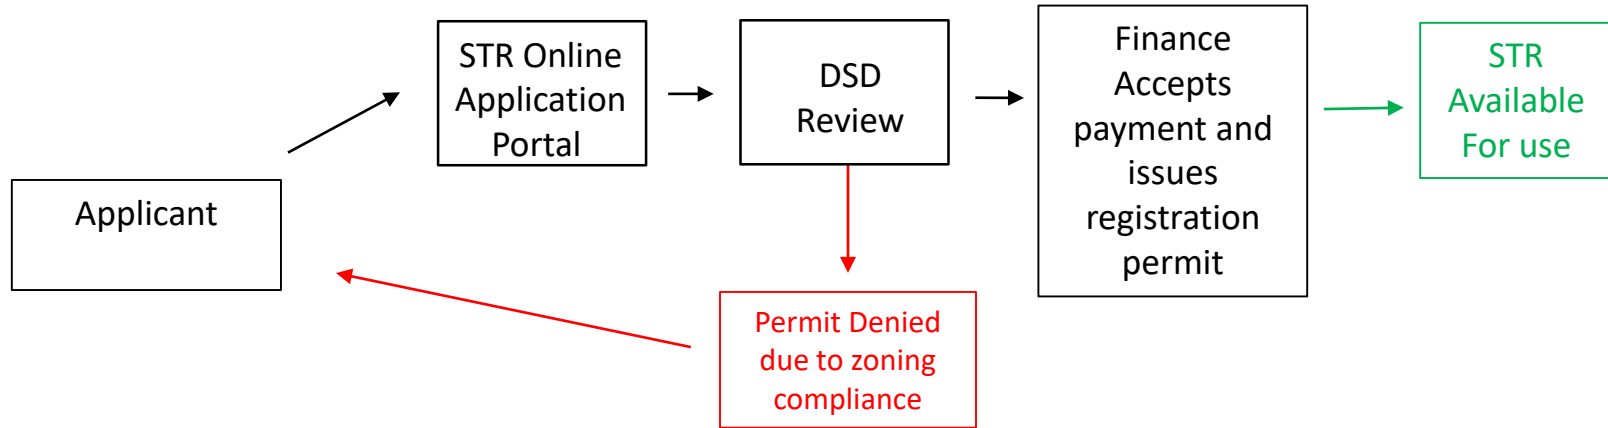 Applicant
STR Online
Application
Portal
DSD
Review
Finance
Accepts
payment and
issues
registration
permit
STR
Available
For use
Permit Denied
due to zoning
compliance